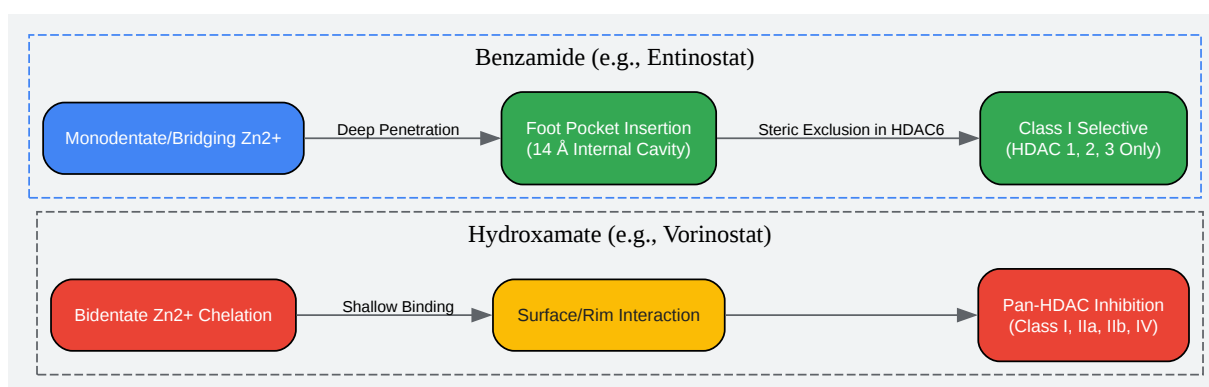 Benzamide (e.g., Entinostat)
Monodentate/Bridging Zn2+
Deep Penetration
Foot Pocket Insertion
(14 Å Internal Cavity)
Steric Exclusion in HDAC6
Class I Selective
(HDAC 1, 2, 3 Only)
Hydroxamate (e.g., Vorinostat)
Bidentate Zn2+ Chelation
Shallow Binding
Surface/Rim Interaction
Pan-HDAC Inhibition
(Class I, IIa, IIb, IV)